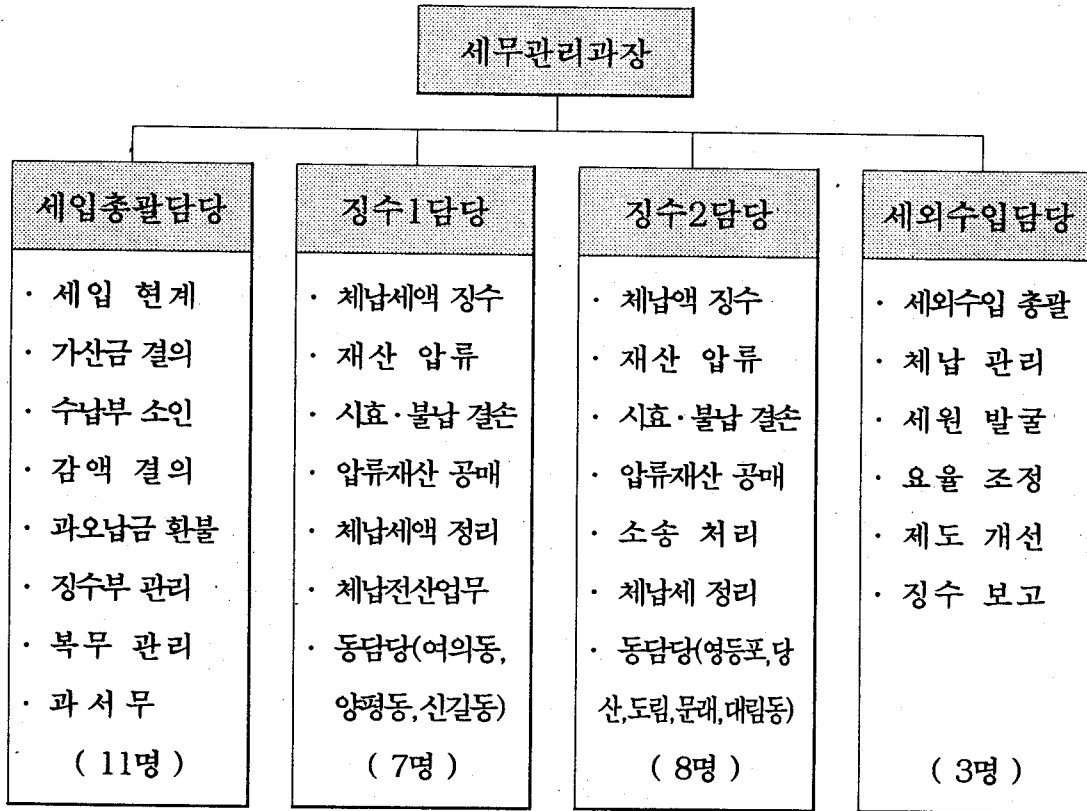 세무관리과장
세입총괄담당
· 세입 현계
· 가산금 결의
· 수납부 소인
· 감액 결의
· 과오납금 환불
· 징수부 관리
· 복무 관리
· 과 서 무
( 11명 )
징수1담당
· 체납세액 징수
· 재산 압류
· 시효·불납 결손
· 압류재산 공매
· 체납세액 정리
· 체납전산업무
· 동담당(여의동,
양평동,신길동)
( 7명 )
징수2담당
· 체납액 징수
· 재산 압류
· 시효·불납 결손
· 압류재산 공매
· 소송 처리
· 체납세 정리
· 동담당(영등포,당
산,도림,문래,대림동)
( 8명 )
세외수입담당
· 세외수입 총괄
· 체납 관리
· 세원 발굴
· 요율 조정
· 제도 개선
· 징수 보고
( 3명 )